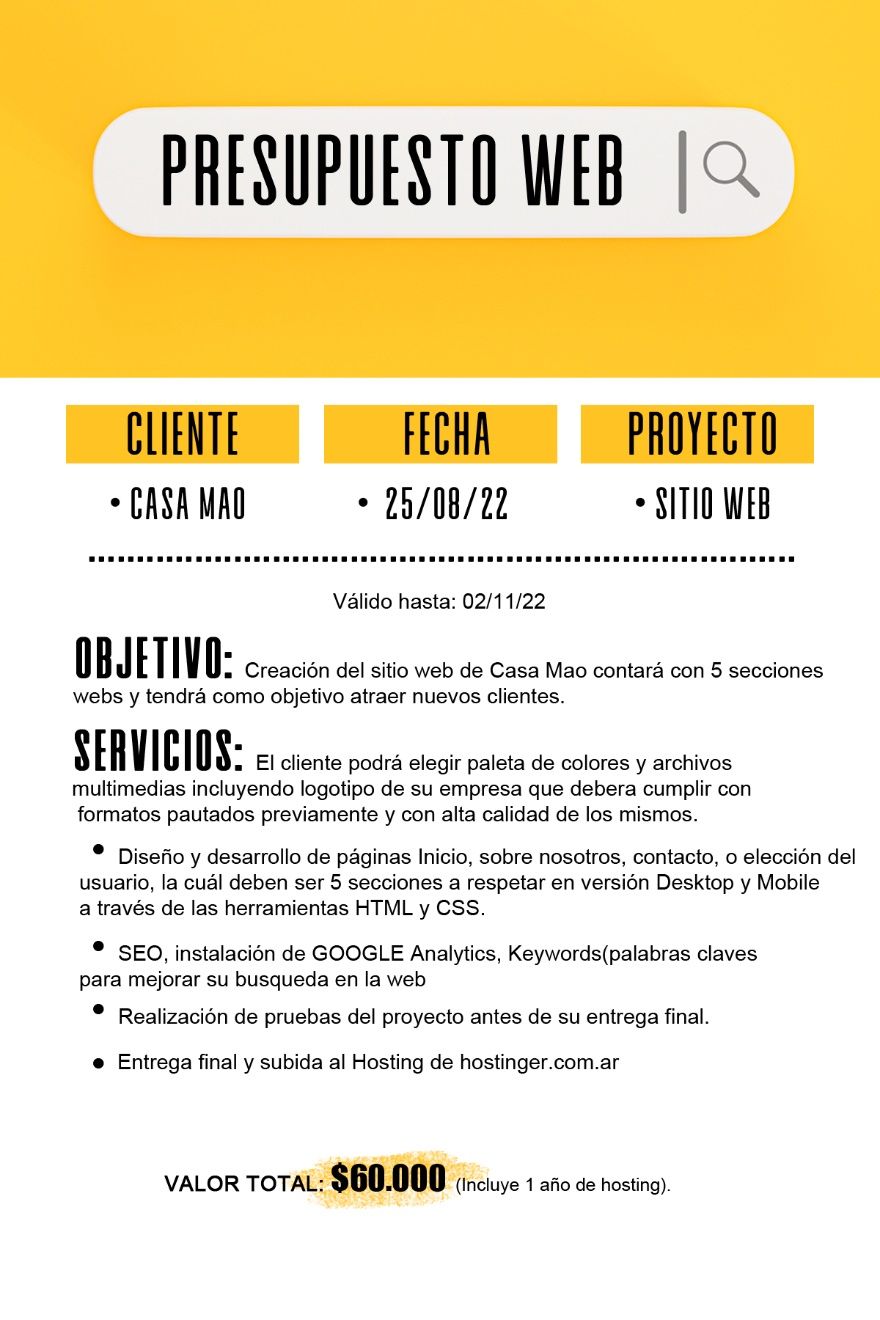 PRESUPUESTO WEB
CLIENTE
FECHA
PROYECTO
• CASA MAO
• 25/08/22
• SITIO WEB
Válido hasta: 02/11/22
OBJETIVO: Creación del sitio web de Casa Mao contará con 5 secciones
webs y tendrá como objetivo atraer nuevos clientes.
SERVICIOS: El cliente podrá elegir paleta de colores y archivos
multimedias incluyendo logotipo de su empresa que debera cumplir con
formatos pautados previamente y con alta calidad de los mismos.
• Diseño y desarrollo de páginas Inicio, sobre nosotros, contacto, o elección del
usuario, la cuál deben ser 5 secciones a respetar en versión Desktop y Mobile
a través de las herramientas HTML y CSS.
• SEO, instalación de GOOGLE Analytics, Keywords(palabras claves
para mejorar su busqueda en la web
• Realización de pruebas del proyecto antes de su entrega final.
• Entrega final y subida al Hosting de hostinger.com.ar
VALOR TOTAL: $60.000 (Incluye 1 año de hosting).